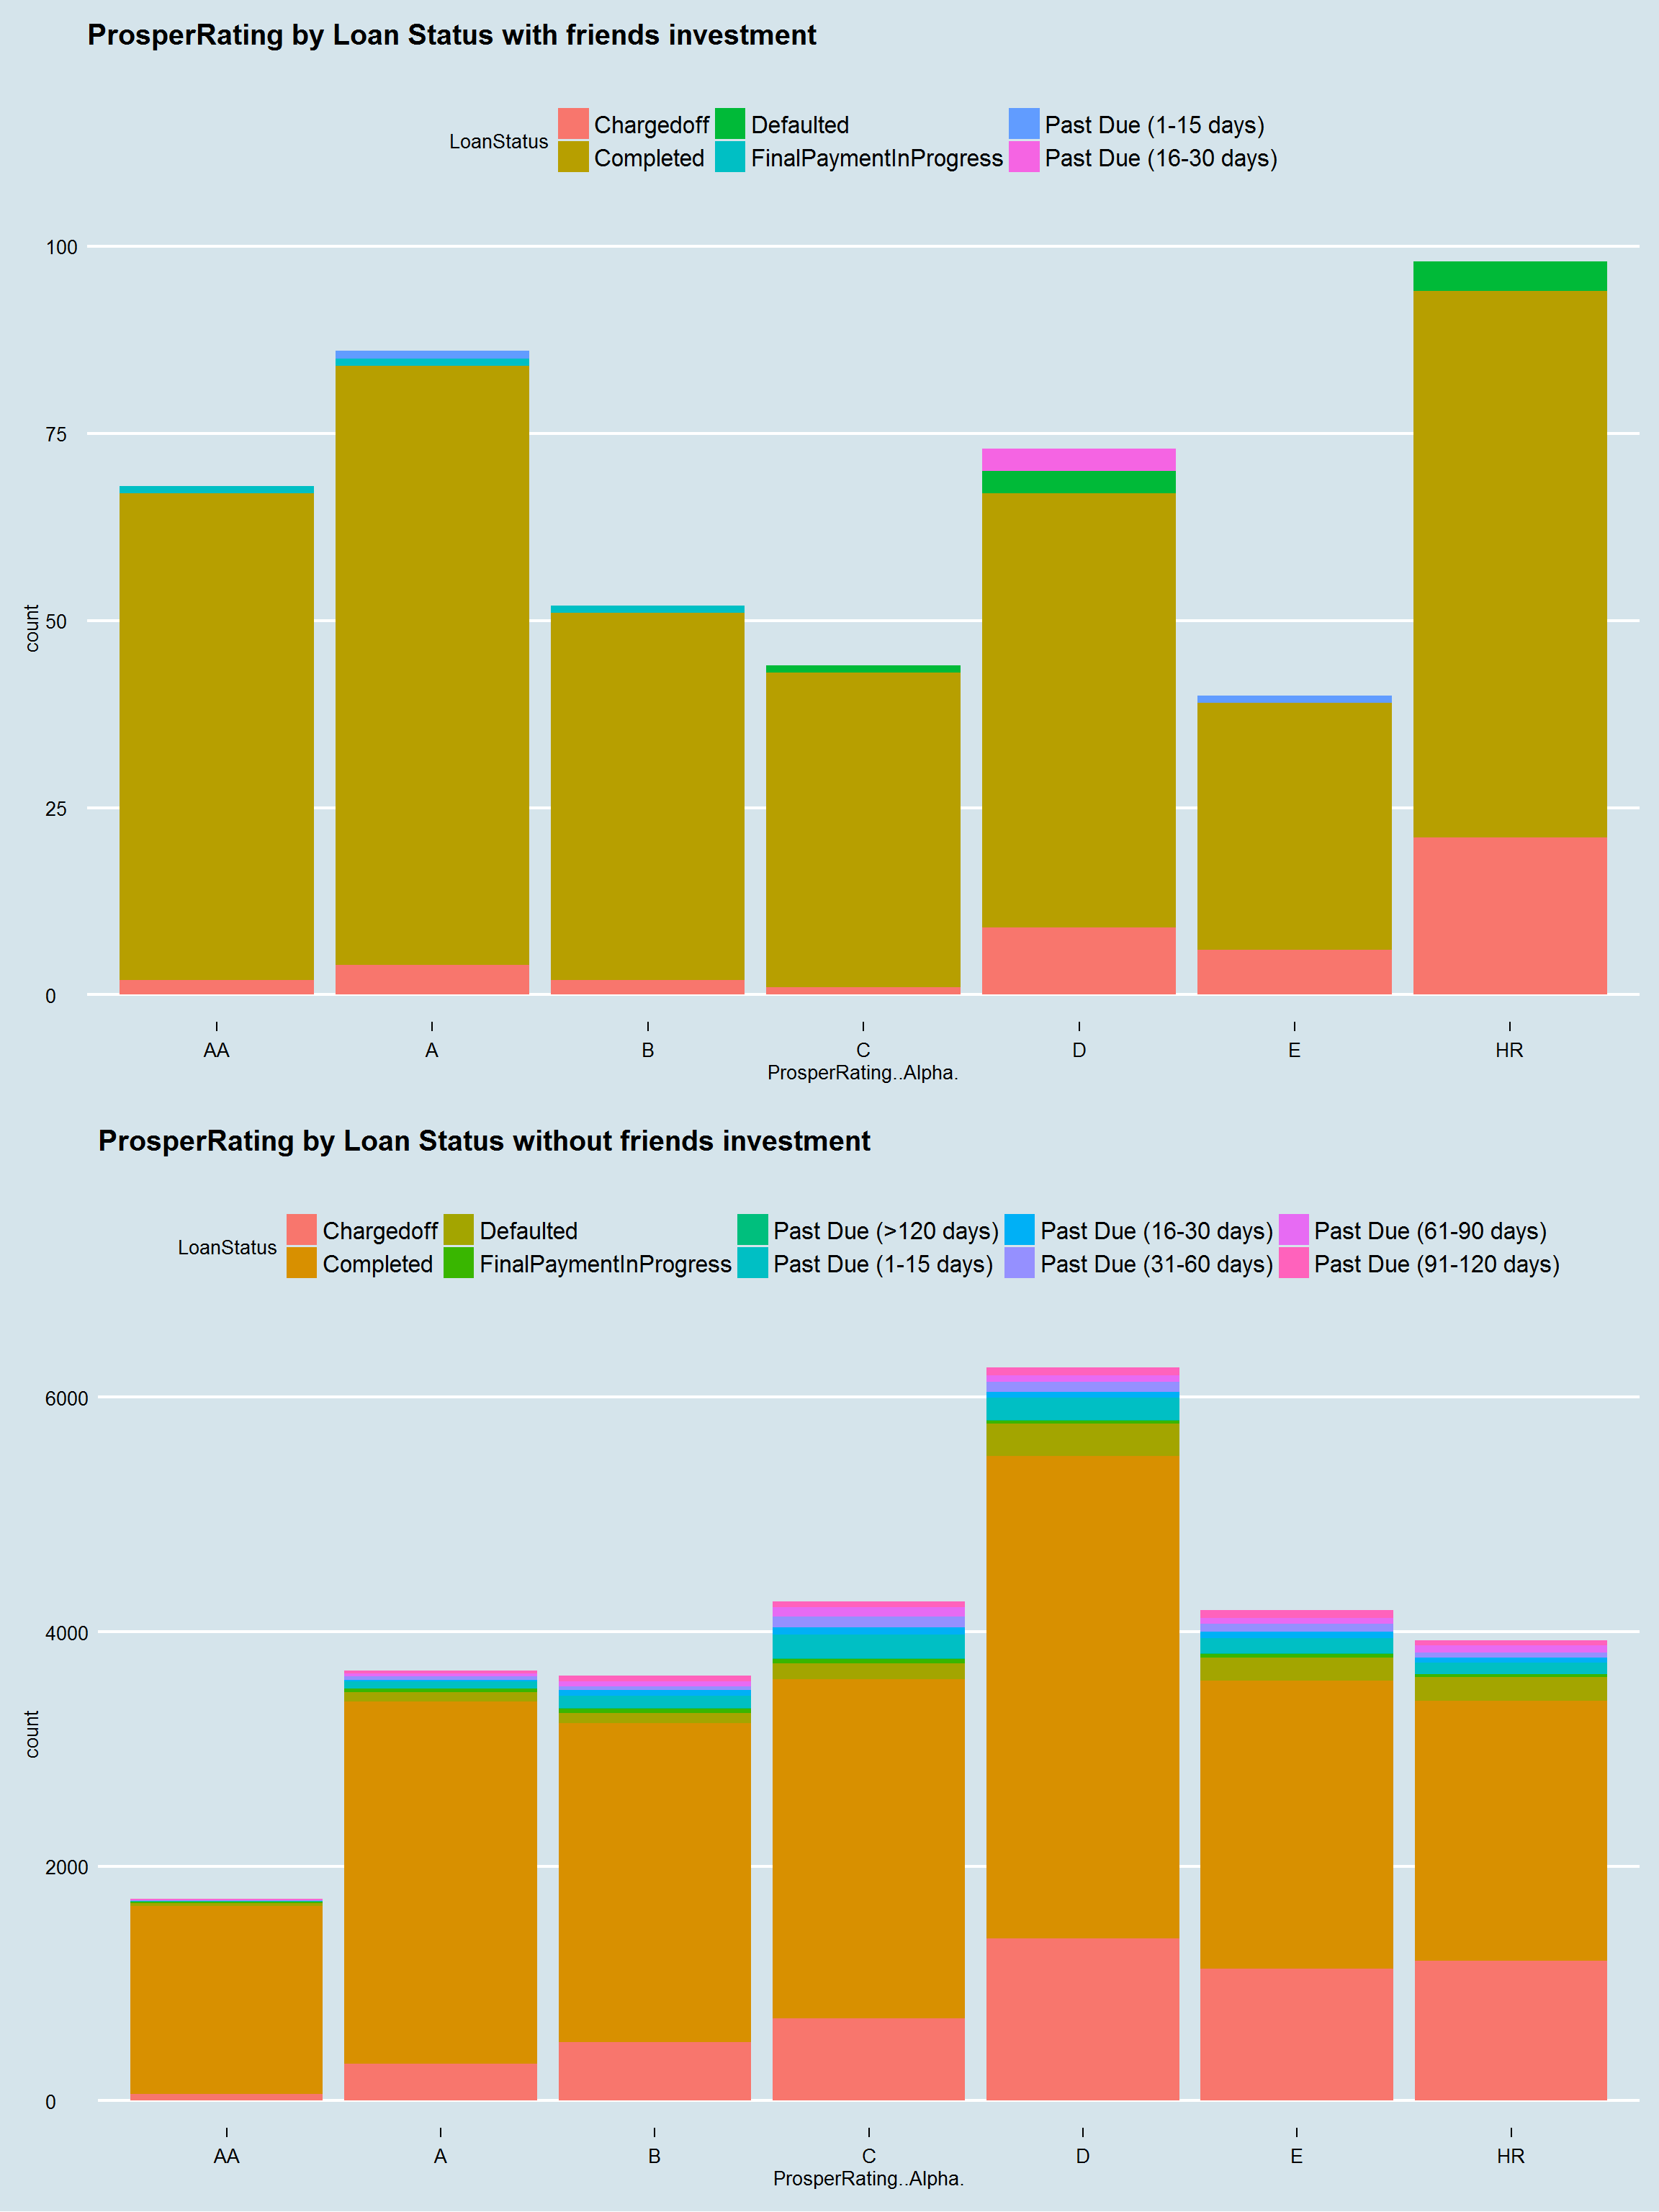 ProsperRating by Loan Status with friends investment
LoanStatus
Chargedoff Defaulted Past Due (1-15 days)
Completed FinalPaymentInProgress Past Due (16-30 days)
100
75
50
25
0
count
AA A B C D E HR
ProsperRating..Alpha.
ProsperRating by Loan Status without friends investment
LoanStatus
Chargedoff Defaulted Past Due (>120 days) Past Due (16-30 days) Past Due (61-90 days)
Completed FinalPaymentInProgress Past Due (1-15 days) Past Due (31-60 days) Past Due (91-120 days)
6000
4000
2000
0
count
AA A B C D E HR
ProsperRating..Alpha.